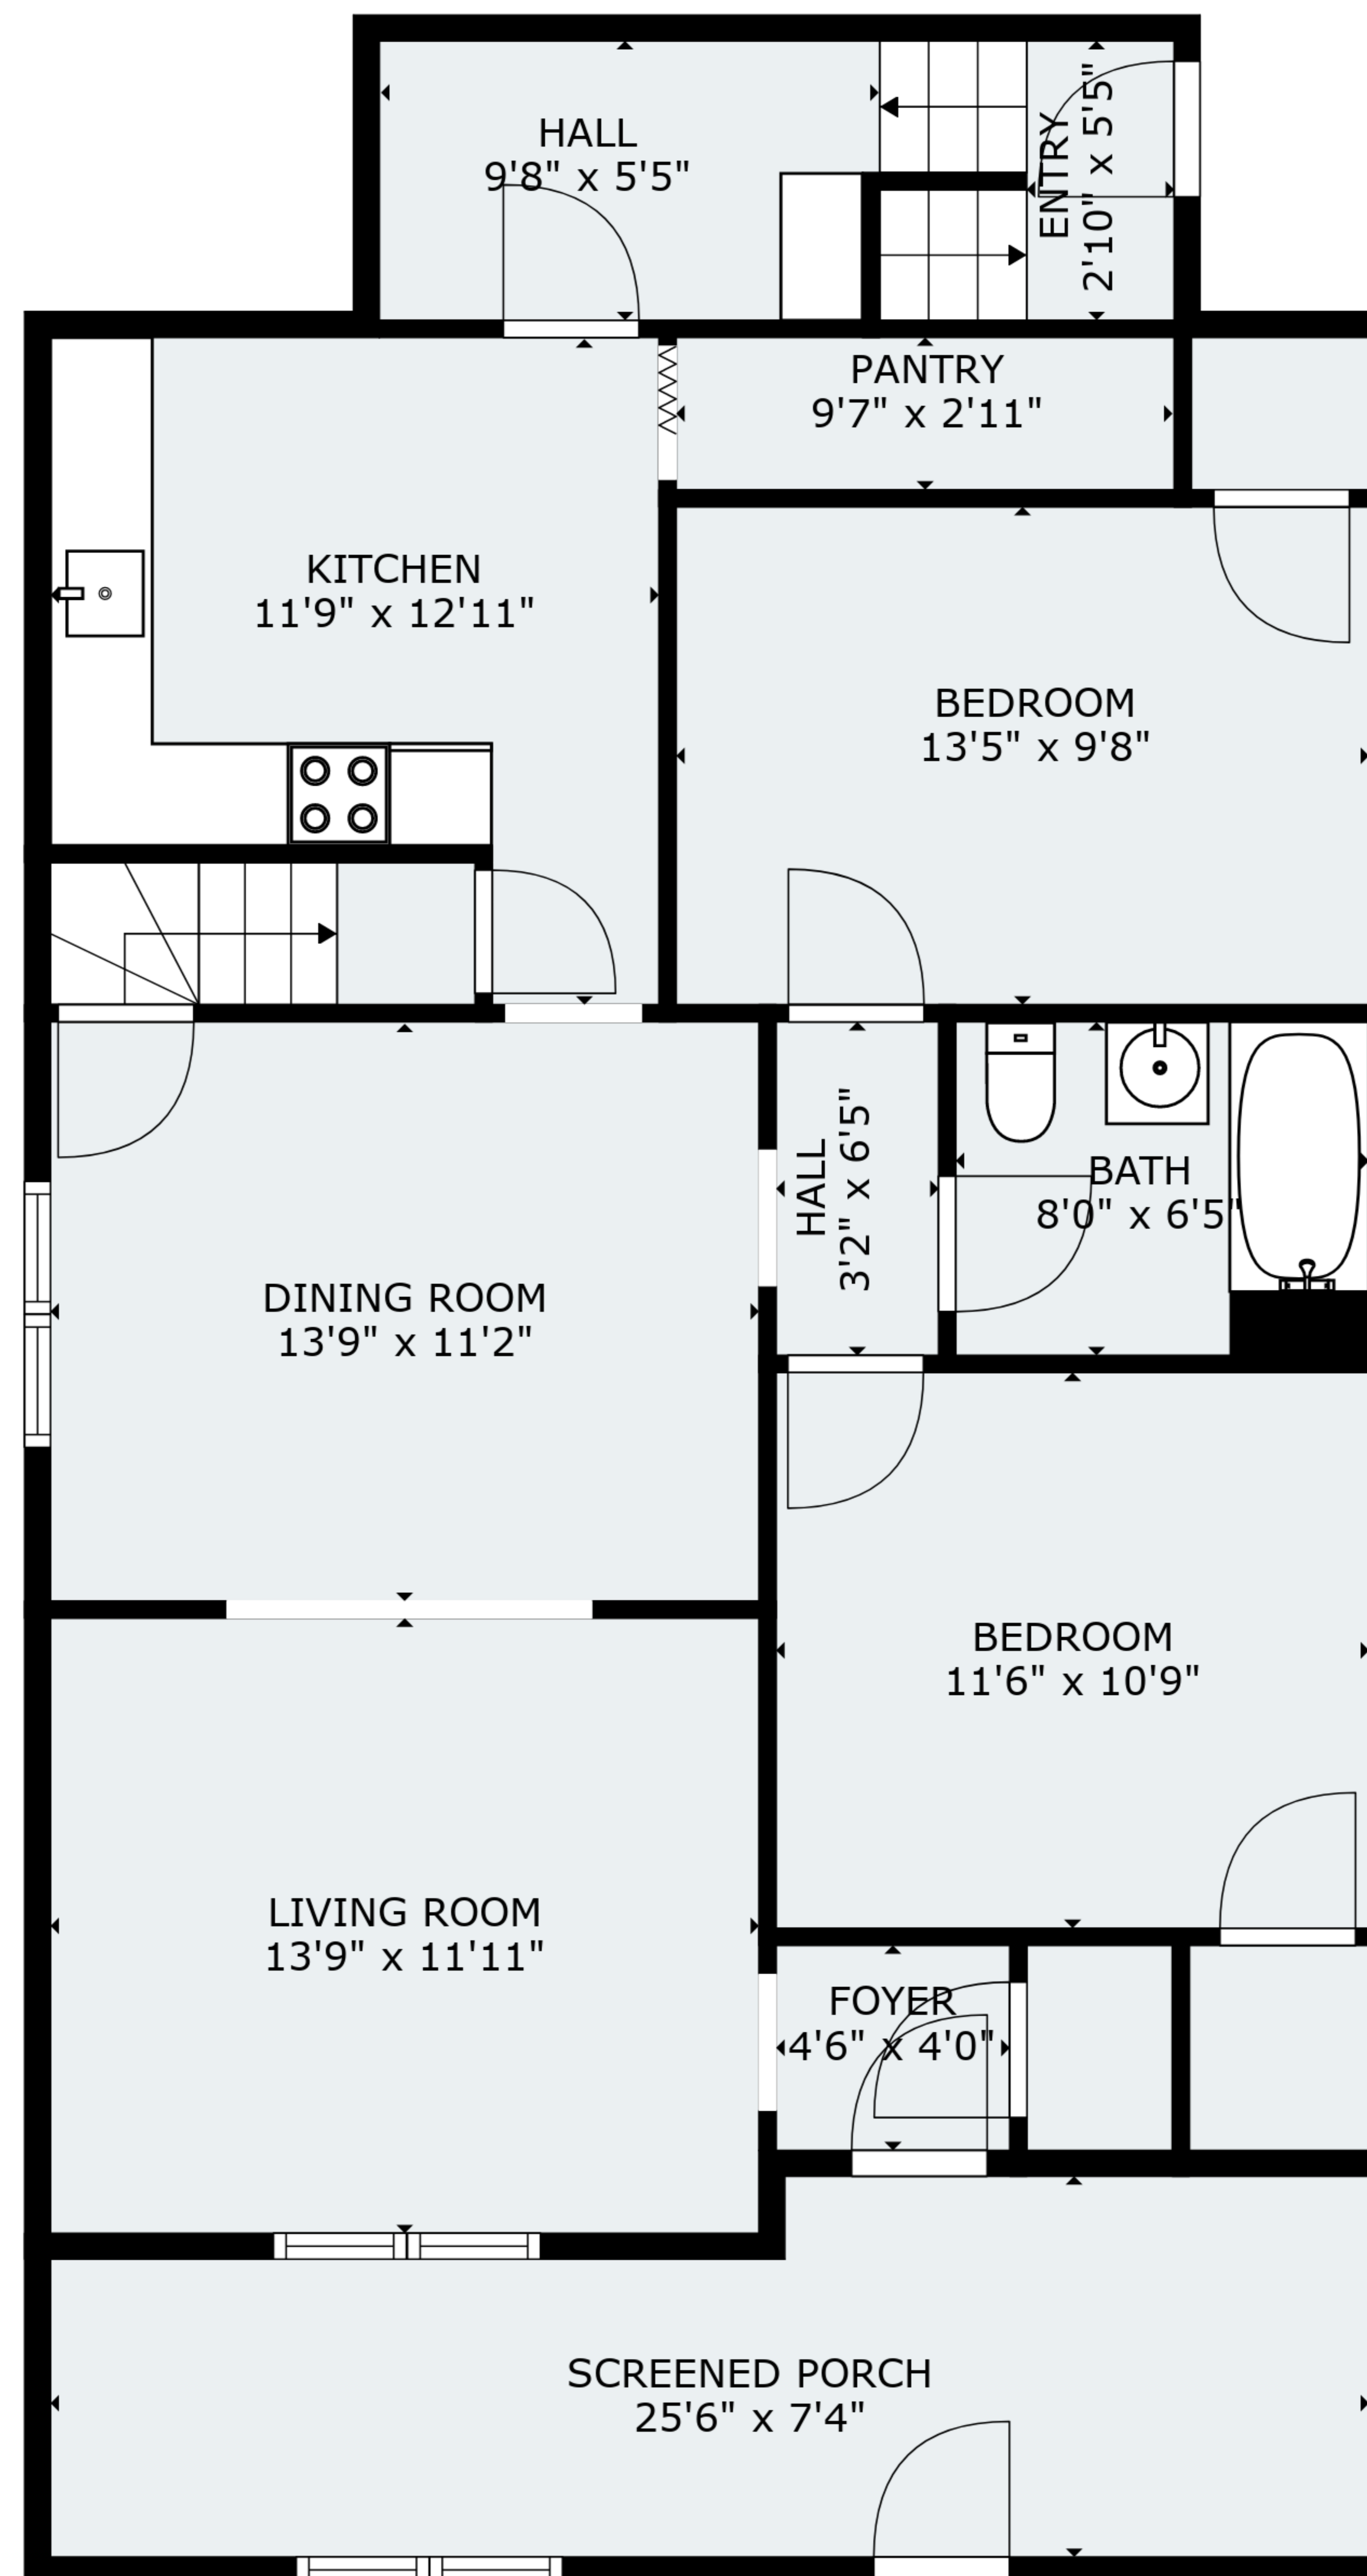 HALL
9'8" x 5'5"
ENTRY
2'10" x 5'5"
PANTRY
9'7" x 2'11"
KITCHEN
11'9" x 12'11"
BEDROOM
13'5" x 9'8"
HALL
3'2" x 6'5"
BATH
8'0" x 6'5"
DINING ROOM
13'9" x 11'2"
BEDROOM
11'6" x 10'9"
LIVING ROOM
13'9" x 11'11"
FOYER
4'6" x 4'0"
SCREENED PORCH
25'6" x 7'4"